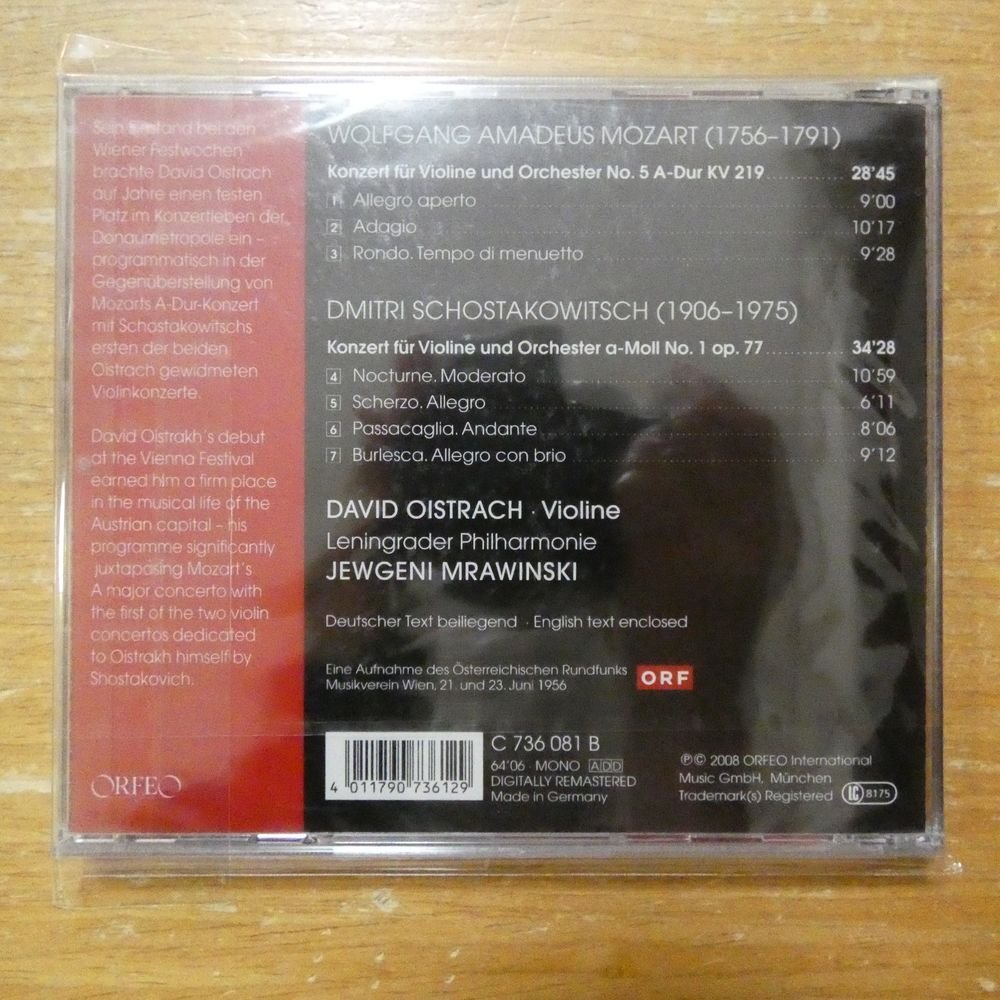 Sein Einstand bei den
Wiener Festwochen
brachte David Oistrach
auf Jahre einen festen
Platz im Konzertleben der
Donaumetropole ein –
programmatisch in der
Gegenüberstellung von
Mozarts A-Dur-Konzert
mit Schostakowitschs
ersten der beiden
Oistrach gewidmeten
Violinkonzerte.
David Oistrakh's debut
at the Vienna Festival
earned him a firm place
in the musical life of the
Austrian capital – his
programme significantly
juxtaposing Mozart's
A major concerto with
the first of the two violin
concertos dedicated
to Oistrakh himself by
Shostakovich.
ORFEO
WOLFGANG AMADEUS MOZART (1756–1791)
Konzert für Violine und Orchester No. 5 A-Dur KV 219 28'45
1 Allegro aperto 9'00
2 Adagio 10'17
3 Rondo. Tempo di menuetto 9'28
DMITRI SCHOSTAKOWITSCH (1906–1975)
Konzert für Violine und Orchester a-Moll No. 1 op. 77 34'28
4 Nocturne. Moderato 10'59
5 Scherzo. Allegro 6'11
6 Passacaglia. Andante 8'06
7 Burlesca. Allegro con brio 9'12
DAVID OISTRACH · Violine
Leningrader Philharmonie
JEWGENI MRAWINSKI
Deutscher Text beiliegend · English text enclosed
Eine Aufnahme des Österreichischen Rundfunks
Musikverein Wien, 21. und 23. Juni 1956
ORF
4 011790 736129
C 736 081 B
64'06 · MONO ADD
DIGITALLY REMASTERED
Made in Germany
℗© 2008 ORFEO International
Music GmbH, München
Trademark(s) Registered
LC 8175